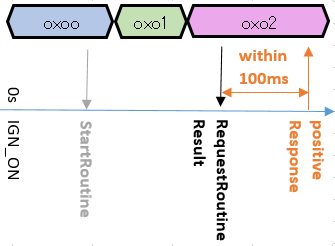 0x00
0x01
0x02
within
100ms
0s
IGN_ON
StartRoutine
RequestRoutine
Result
positive
Response